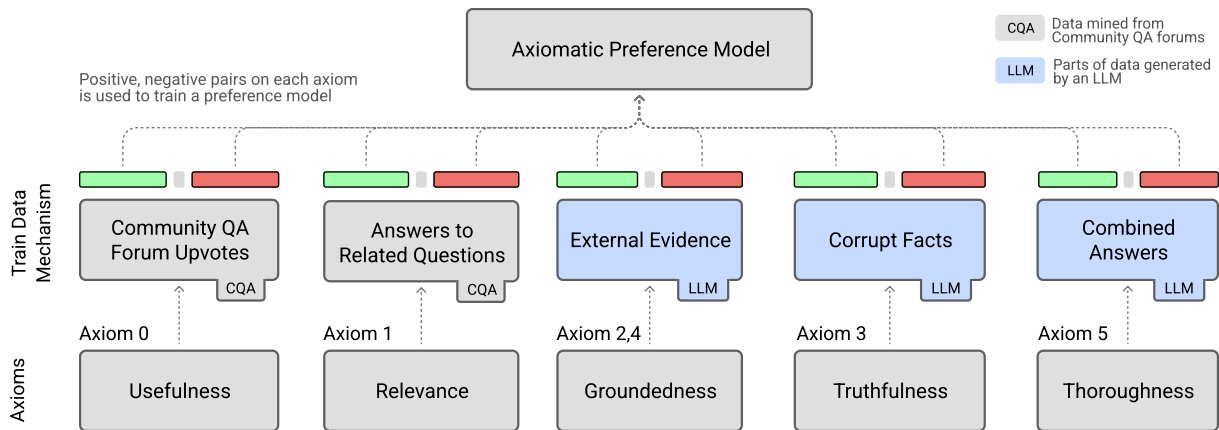 Axiomatic Preference Model
CQA
Data mined from
Community QA forums
LLM
Parts of data generated
by an LLM
Positive, negative pairs on each axiom
is used to train a preference model
Train Data
Mechanism
Community QA
Forum Upvotes
CQA
Answers to
Related Questions
CQA
External Evidence
LLM
Corrupt Facts
LLM
Combined
Answers
LLM
Axioms
Axiom 0
Usefulness
Axiom 1
Relevance
Axiom 2,4
Groundedness
Axiom 3
Truthfulness
Axiom 5
Thoroughness